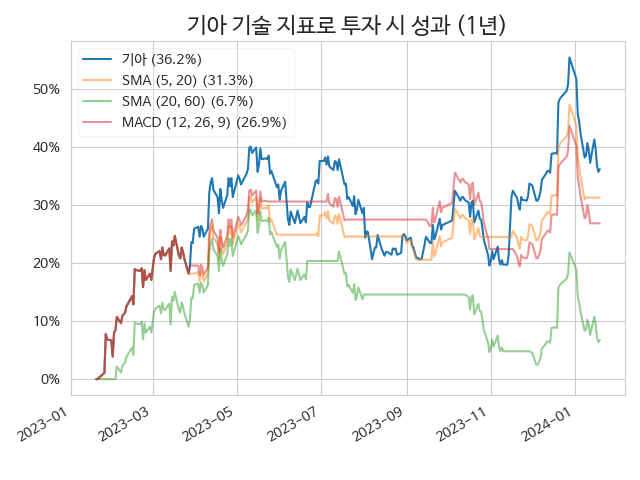 기아 기술 지표로 투자 시 성과 (1년)
기아 (36.2%)
SMA (5, 20) (31.3%)
SMA (20, 60) (6.7%)
MACD (12, 26, 9) (26.9%)
50%
40%
30%
20%
10%
0%
2023-01
2023-03
2023-05
2023-07
2023-09
2023-11
2024-01